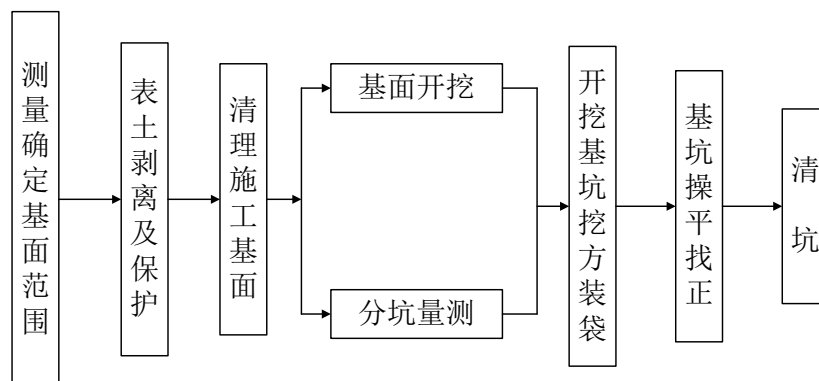 测量确定基面范围
表土剥离及保护
清理施工基面
基面开挖
分坑量测
开挖基坑挖方装袋
基坑操平找正
清坑